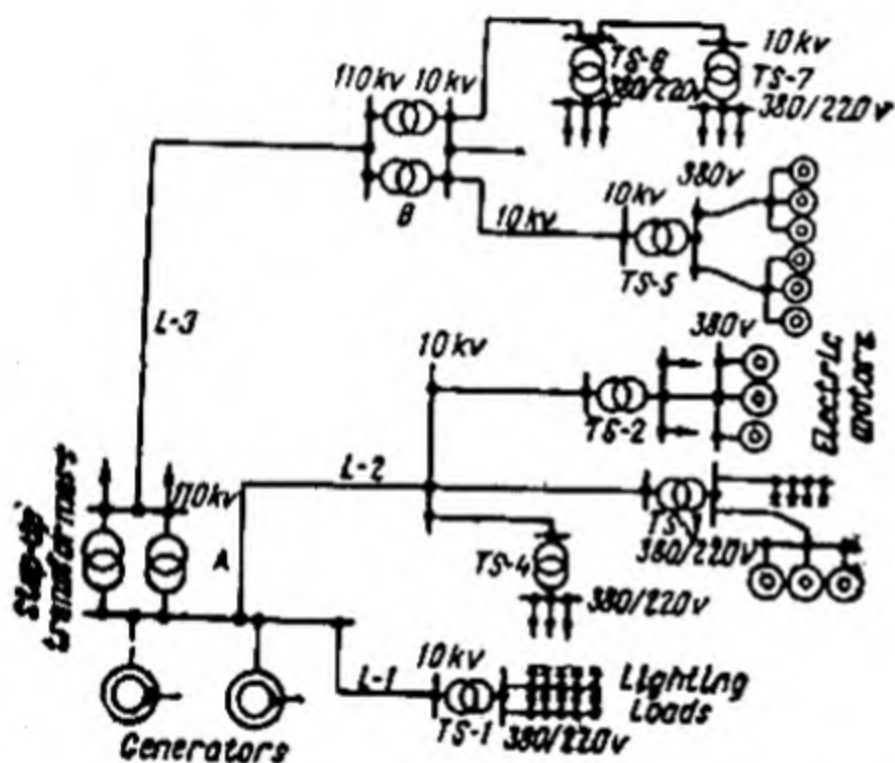 110kv 10kv
TS-6
380/220v
10kv
TS-7
380/220v
B
10kv
10kv
TS-5
380v
L-3
10kv
380v
TS-2
Electric
motors
L-2
TS-
380/220v
TS-4
380/220v
110kv
A
Step-up
transformers
L-1
10kv
TS-1
380/220v
Lighting
Loads
Generators